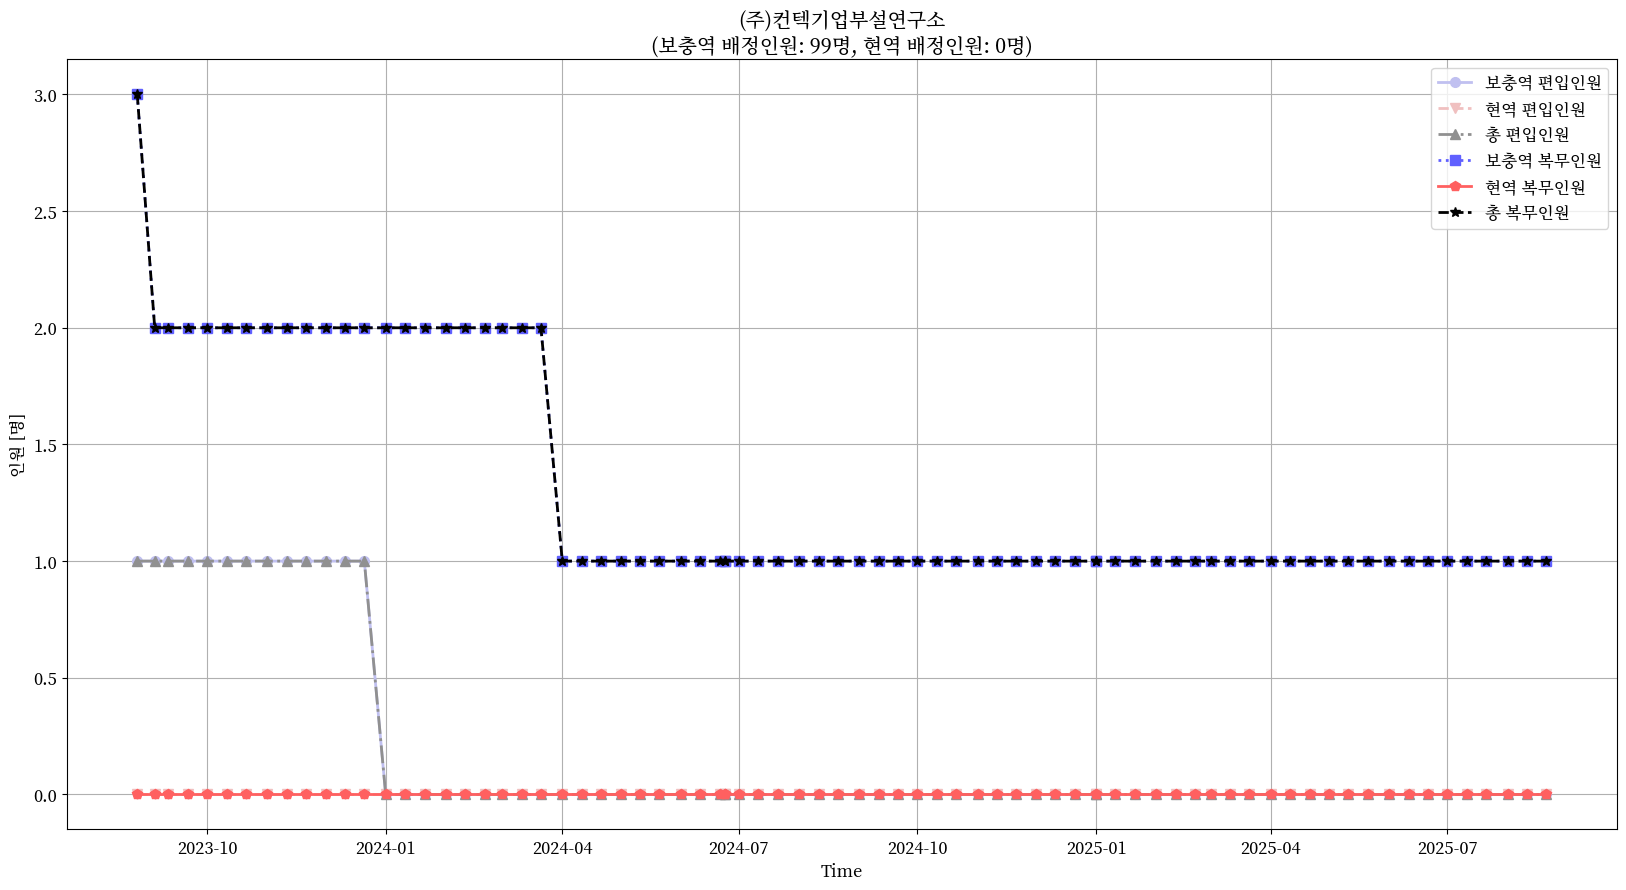 (주)컨텍기업부설연구소
(보충역 배정인원: 99명, 현역 배정인원: 0명)
보충역 편입인원
현역 편입인원
총 편입인원
보충역 복무인원
현역 복무인원
총 복무인원
인원 [명]
3.0
2.5
2.0
1.5
1.0
0.5
0.0
2023-10 2024-01 2024-04 2024-07 2024-10 2025-01 2025-04 2025-07
Time